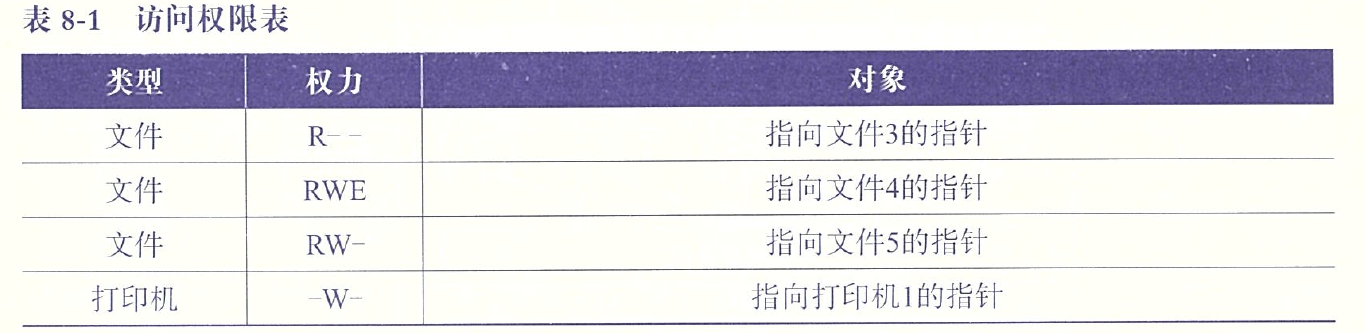 表 8-1 访问权限表
类型 权力 对象
文件 R-- 指向文件3的指针
文件 RWE 指向文件4的指针
文件 RW- 指向文件5的指针
打印机 -W- 指向打印机1的指针